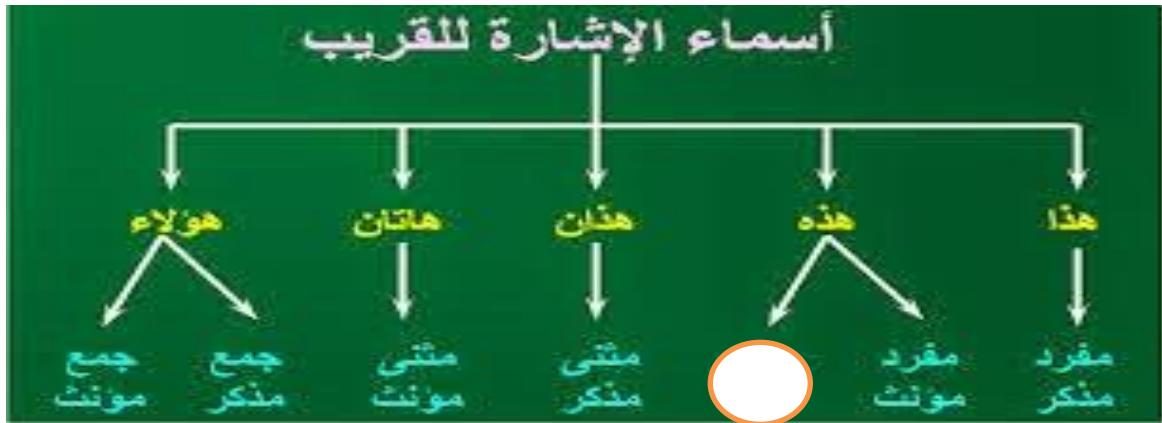 أسماء الإشارة للقريب
هذا هذه هذان هاتان هؤلاء
مفرد مفرد مثنى مثنى جمع جمع
مذكر مؤنث مذكر مؤنث مذكر مؤنث